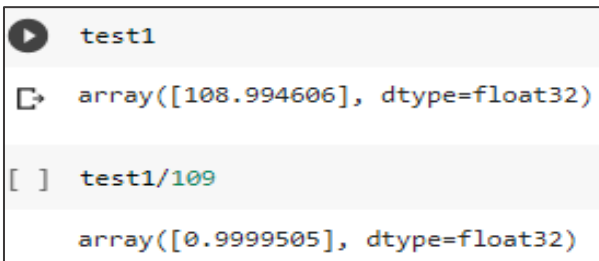 test1
array([108.994606], dtype=float32)
[ ] test1/109
array([0.9999505], dtype=float32)